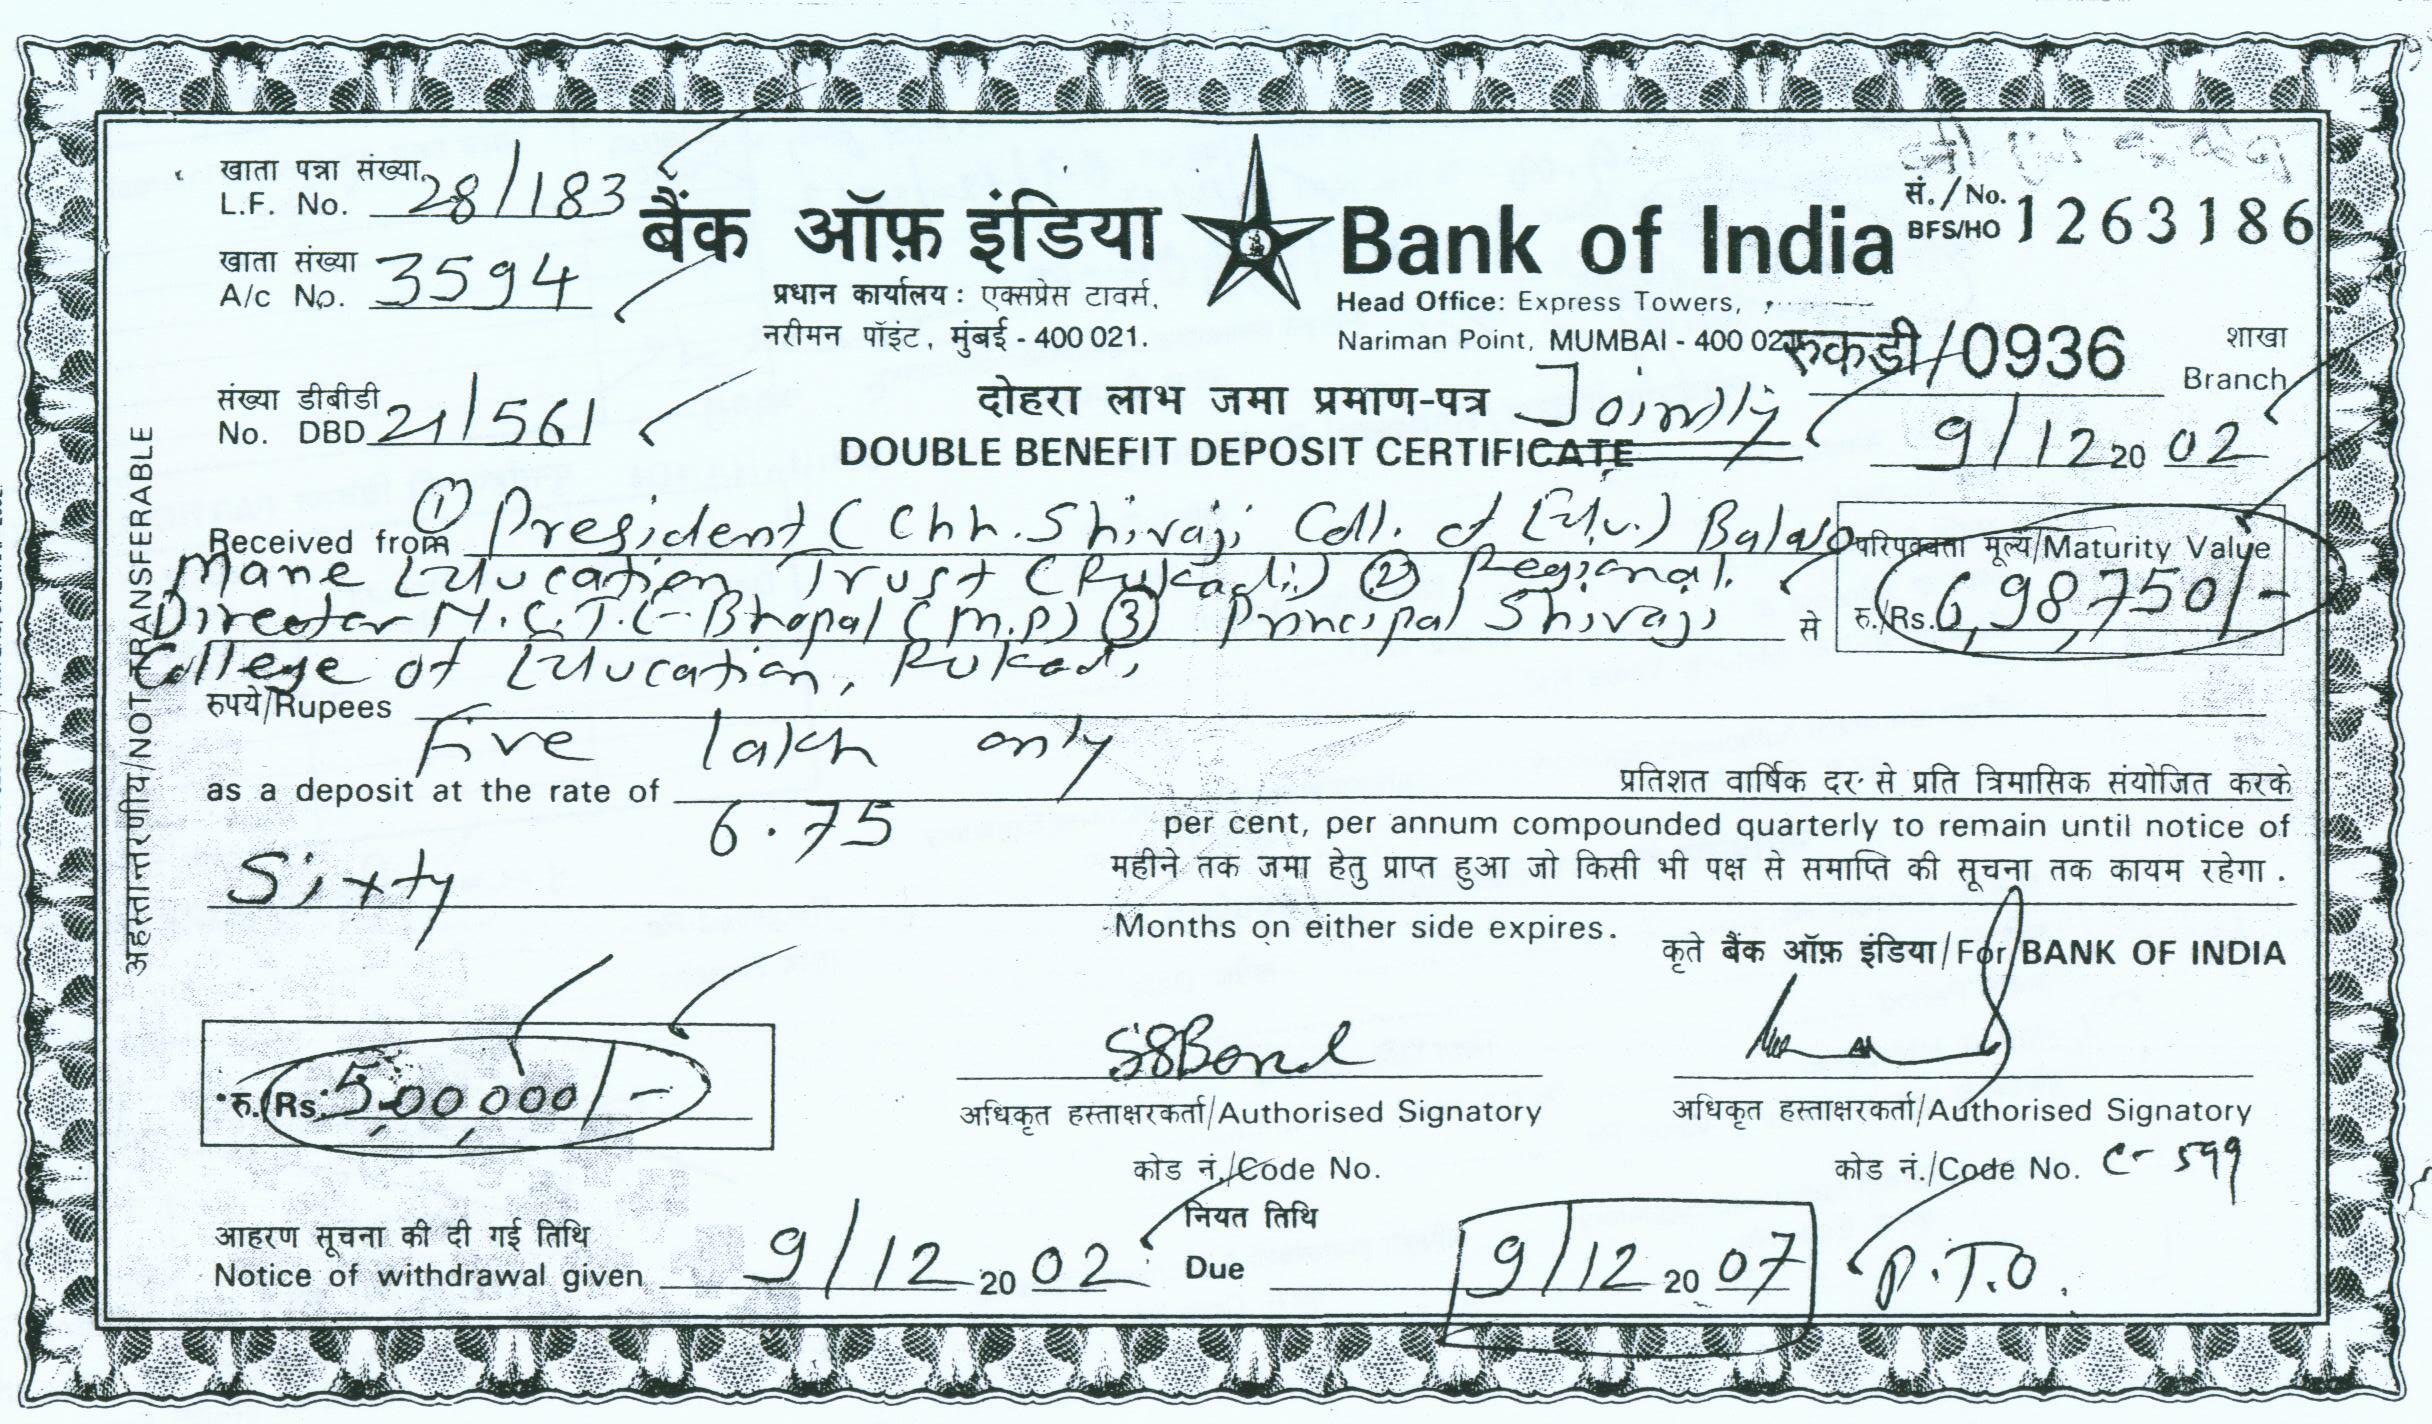 खाता पन्ना संख्या
L.F. No. 28/183
बैंक ऑफ़ इंडिया Bank of India
सं./No.
BFS/HO 1263186
खाता संख्या
A/c No. 3594
प्रधान कार्यालय : एक्सप्रेस टावर्स,
नरीमन पॉइंट, मुंबई - 400 021.
Head Office: Express Towers,
Nariman Point, MUMBAI - 400 021
रुकडी/0936 शाखा
Branch
संख्या डीबीडी
No. DBD 21/561
दोहरा लाभ जमा प्रमाण-पत्र Jointly
DOUBLE BENEFIT DEPOSIT CERTIFICATE
9/12 20 02
अहस्तान्तरणीय/NOT TRANSFERABLE
Received from ① President (Chh. Shivaji Coll. of Edu.) Balaso
Mane Education Trust (Rukadi) ② Regional
Director N.C.T.E Bhopal (M.P) ③ Principal Shivaji से
College of Education, Rukadi
परिपक्वता मूल्य/Maturity Value
रु./Rs. 6,98,750/-
रुपये/Rupees
Five lakh only
as a deposit at the rate of
प्रतिशत वार्षिक दर से प्रति त्रिमासिक संयोजित करके
6.75
per cent, per annum compounded quarterly to remain until notice of
महीने तक जमा हेतु प्राप्त हुआ जो किसी भी पक्ष से समाप्ति की सूचना तक कायम रहेगा .
Sixty
Months on either side expires.
कृते बैंक ऑफ़ इंडिया/For BANK OF INDIA
रु./Rs. 5,00,000/-
अधिकृत हस्ताक्षरकर्ता/Authorised Signatory
अधिकृत हस्ताक्षरकर्ता/Authorised Signatory
कोड नं./Code No.
कोड नं./Code No. C-599
आहरण सूचना की दी गई तिथि
Notice of withdrawal given 9/12 20 02
नियत तिथि
Due 9/12 20 07
P.T.O.